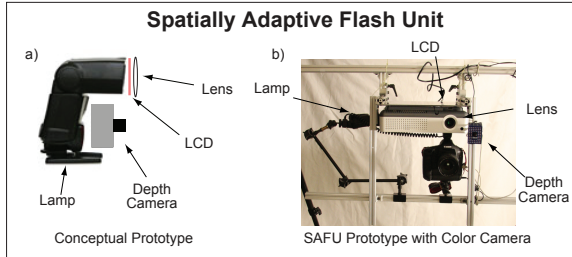 Spatially Adaptive Flash Unit
a)
Lens
LCD
Depth
Camera
Lamp
Conceptual Prototype
b)
LCD
Lamp
Lens
Depth
Camera
SAFU Prototype with Color Camera